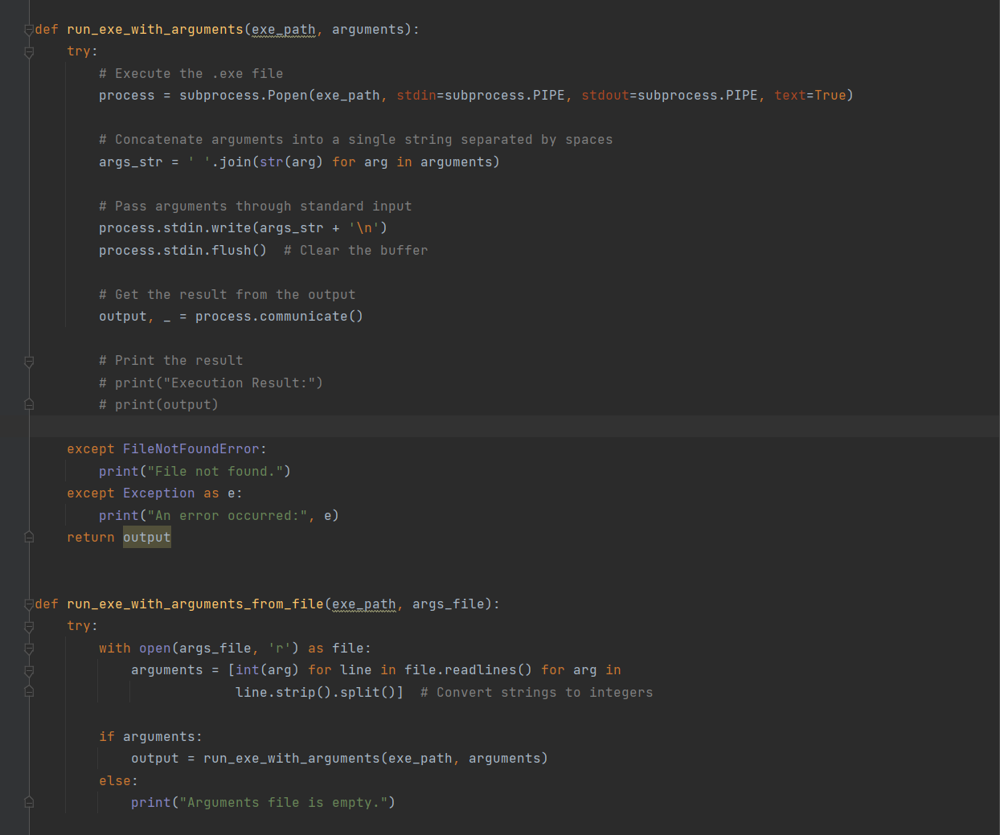 def run_exe_with_arguments(exe_path, arguments):
    try:
        # Execute the .exe file
        process = subprocess.Popen(exe_path, stdin=subprocess.PIPE, stdout=subprocess.PIPE, text=True)

        # Concatenate arguments into a single string separated by spaces
        args_str = ' '.join(str(arg) for arg in arguments)

        # Pass arguments through standard input
        process.stdin.write(args_str + '\n')
        process.stdin.flush()  # Clear the buffer

        # Get the result from the output
        output, _ = process.communicate()

        # Print the result
        # print("Execution Result:")
        # print(output)

    except FileNotFoundError:
        print("File not found.")
    except Exception as e:
        print("An error occurred:", e)
    return output


def run_exe_with_arguments_from_file(exe_path, args_file):
    try:
        with open(args_file, 'r') as file:
            arguments = [int(arg) for line in file.readlines() for arg in
                         line.strip().split()]  # Convert strings to integers

        if arguments:
            output = run_exe_with_arguments(exe_path, arguments)
        else:
            print("Arguments file is empty.")